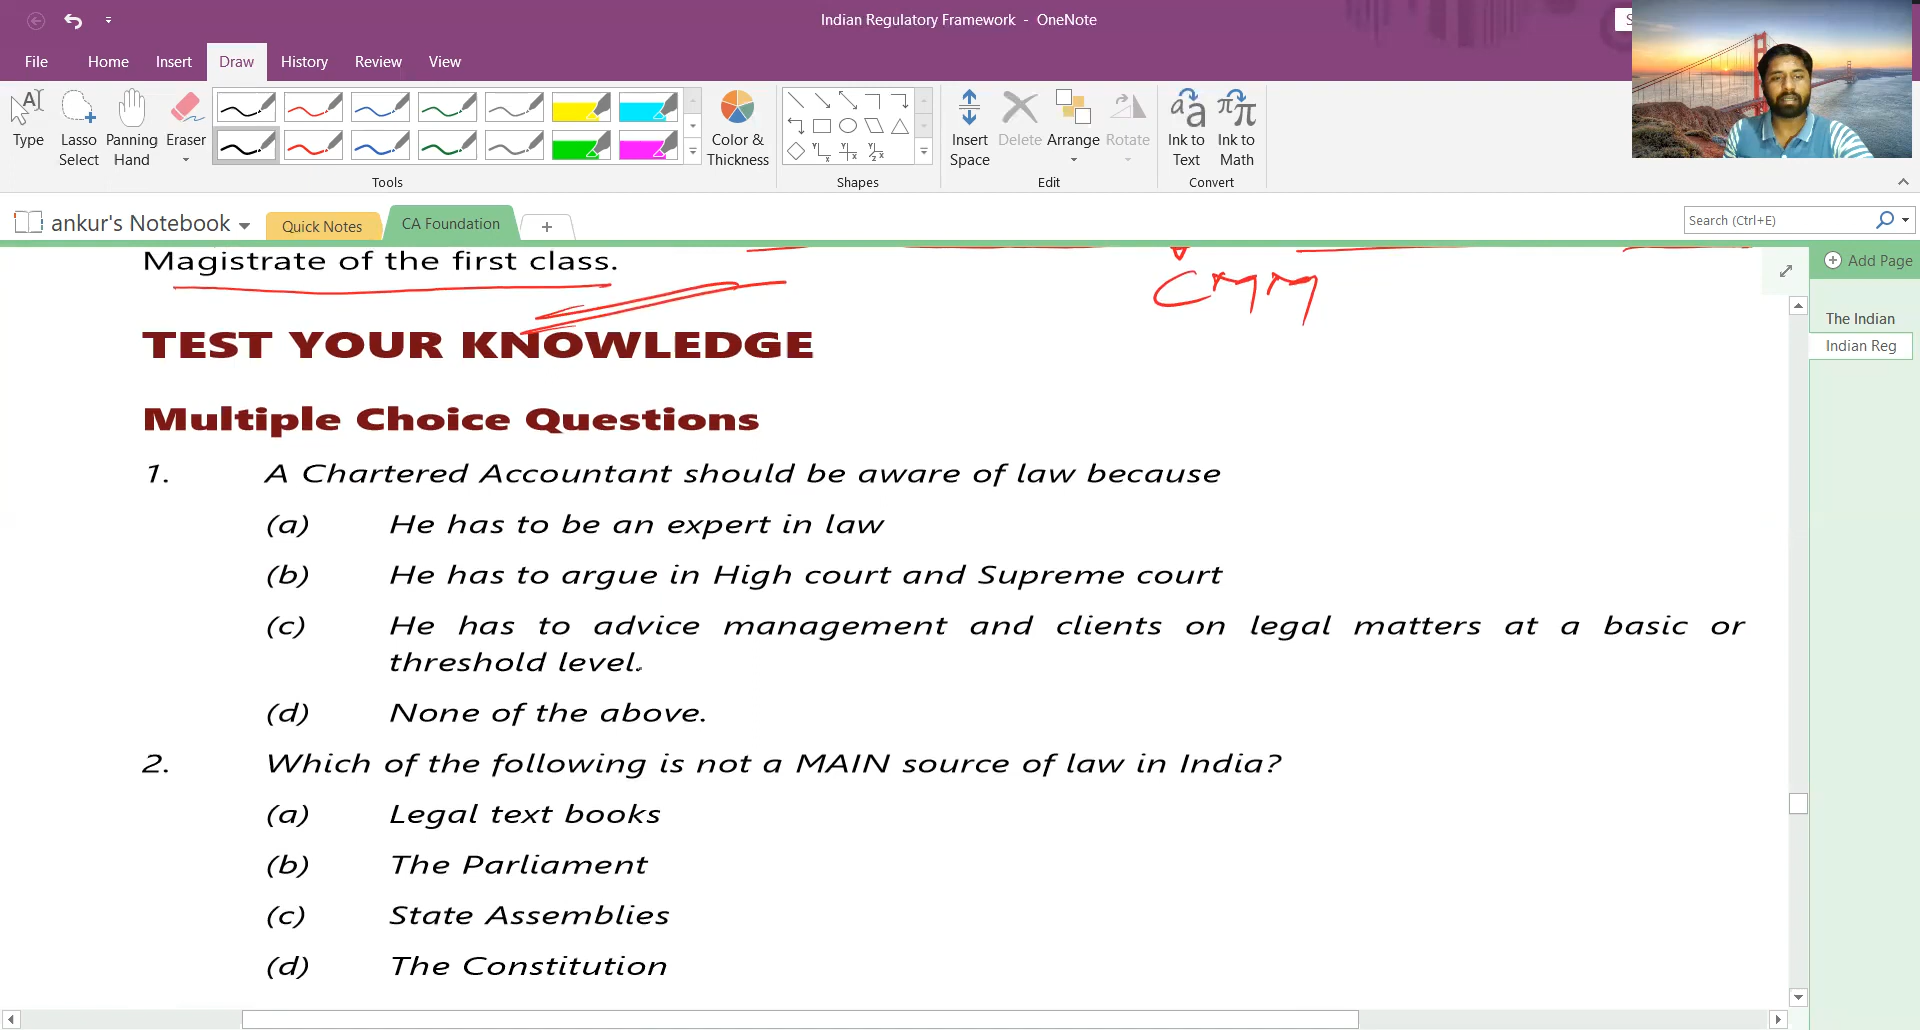 Indian Regulatory Framework - OneNote
File Home Insert Draw History Review View
Type Lasso Select Panning Hand Eraser Color & Thickness Insert Space Delete Arrange Rotate Ink to Text Ink to Math
Tools Shapes Edit Convert
ankur's Notebook Quick Notes CA Foundation + Search (Ctrl+E)
Add Page
The Indian
Indian Reg
Magistrate of the first class.
CMM
TEST YOUR KNOWLEDGE
Multiple Choice Questions
1. A Chartered Accountant should be aware of law because
(a) He has to be an expert in law
(b) He has to argue in High court and Supreme court
(c) He has to advice management and clients on legal matters at a basic or
threshold level.
(d) None of the above.
2. Which of the following is not a MAIN source of law in India?
(a) Legal text books
(b) The Parliament
(c) State Assemblies
(d) The Constitution